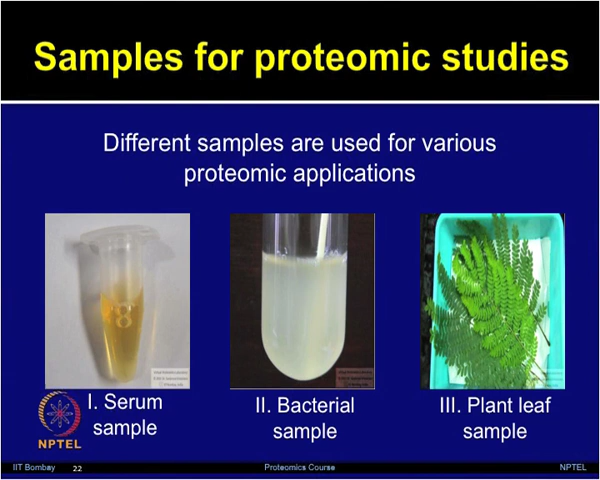 Samples for proteomic studies
Different samples are used for various
proteomic applications
8
I. Serum
sample
II. Bacterial
sample
III. Plant leaf
sample
NPTEL
IIT Bombay
22
Proteomics Course
NPTEL